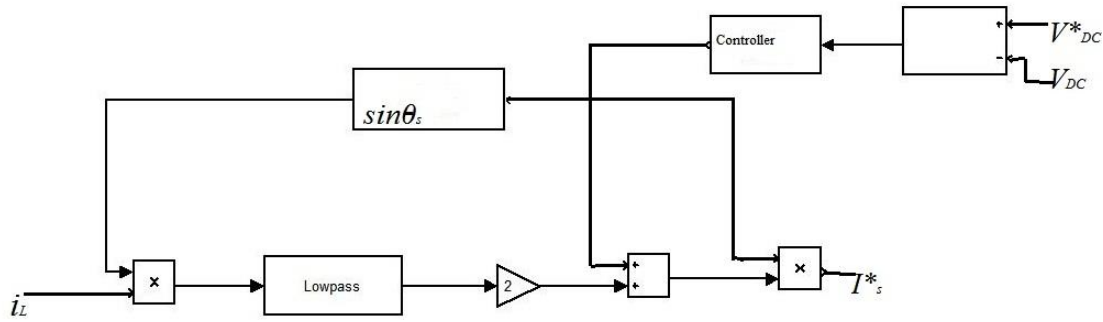 Controller
+
V*DC
-
VDC
sinθs
×
Lowpass
2
+
+
×
iL
I*s